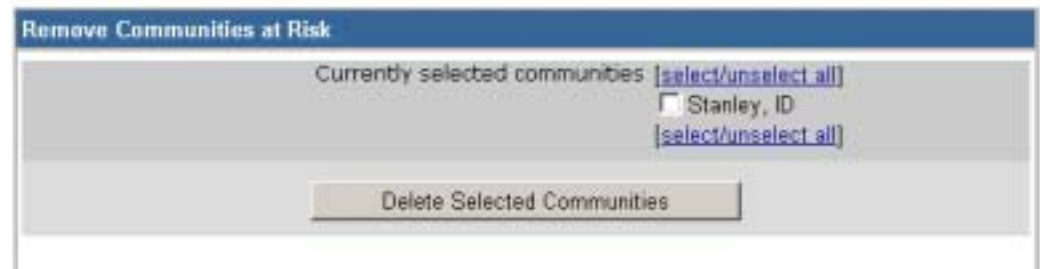 Remove Communities at Risk
Currently selected communities [select/unselect all]
Stanley, ID
[select/unselect all]
Delete Selected Communities